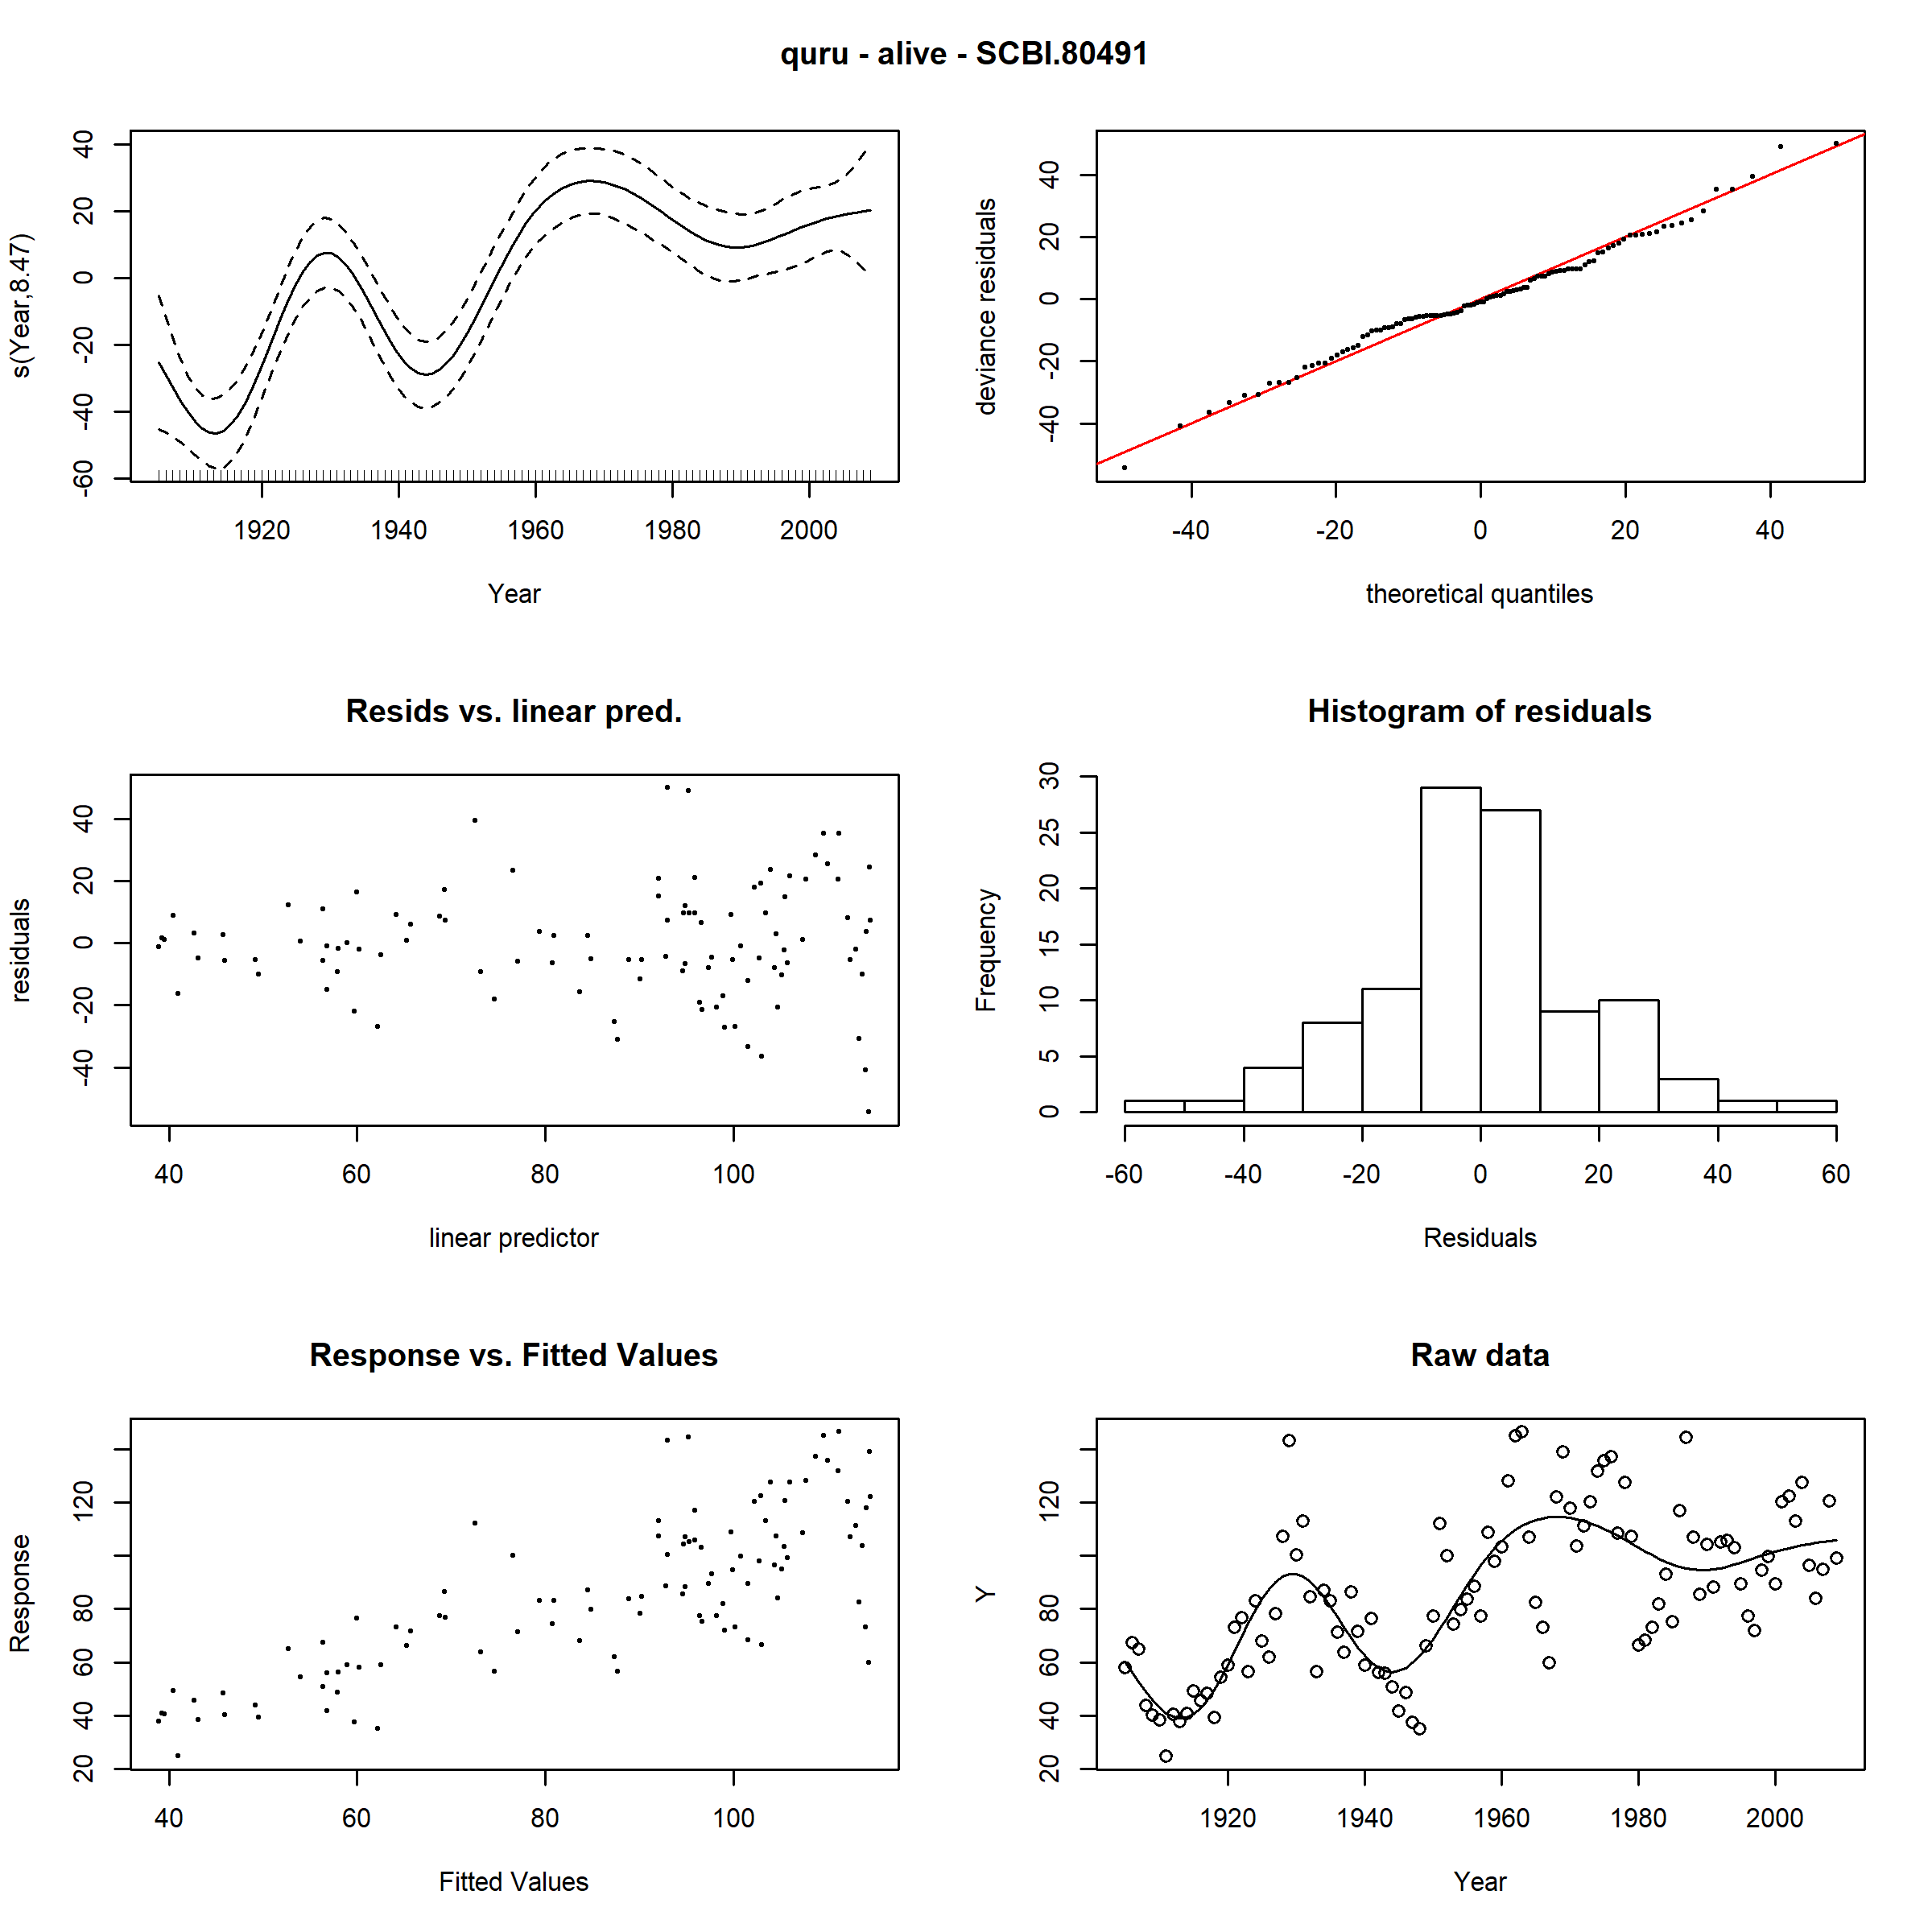 quru - alive - SCBI.80491
s(Year,8.47)
40
20
0
-20
-40
-60
1920 1940 1960 1980 2000
Year
deviance residuals
40
20
0
-20
-40
-40 -20 0 20 40
theoretical quantiles
Resids vs. linear pred.
residuals
40
20
0
-20
-40
40 60 80 100
linear predictor
Histogram of residuals
Frequency
30
25
20
15
10
5
0
-60 -40 -20 0 20 40 60
Residuals
Response vs. Fitted Values
Response
120
80
60
40
20
40 60 80 100
Fitted Values
Raw data
Y
120
80
60
40
20
1920 1940 1960 1980 2000
Year